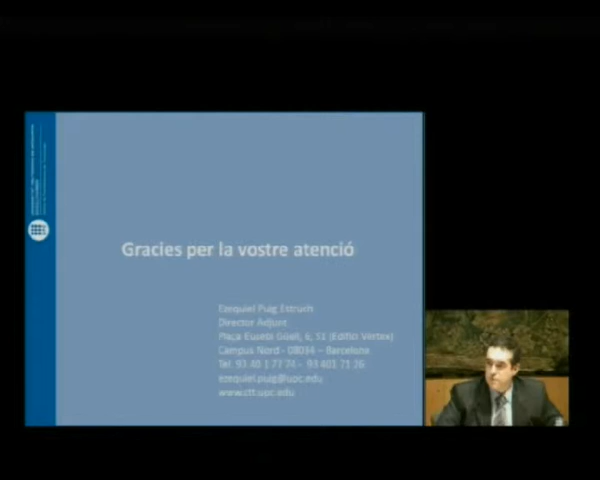 Gracies per la vostre atenció
Ezequiel Puig Estruch
Director Adjunt
Plaça Eusebi Güell, 6, S1 (Edifici Vèrtex)
Campus Nord - 08034 – Barcelona
ezequiel.puig@upc.edu
www.ctt.upc.edu